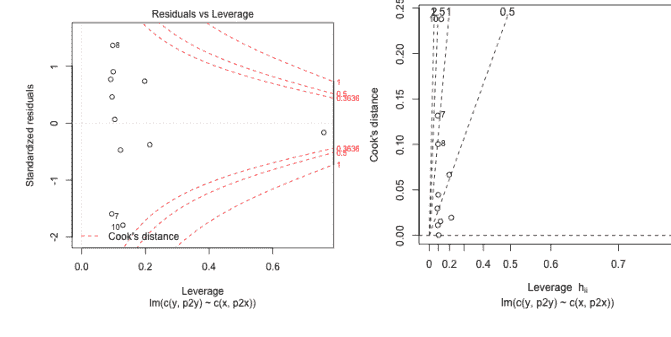 Residuals vs Leverage
Standardized residuals
1
0
-1
-2
8
7
10
1
0.5
0.3636
0.3636
0.5
1
Cook's distance
0.0 0.2 0.4 0.6
Leverage
lm(c(y, p2y) ~ c(x, p2x))
Cook's distance
0.25
0.20
0.15
0.10
0.05
0.00
1 0.5
10
7
8
0 0.2 0.4 0.5 0.6 0.7
Leverage hii
lm(c(y, p2y) ~ c(x, p2x))